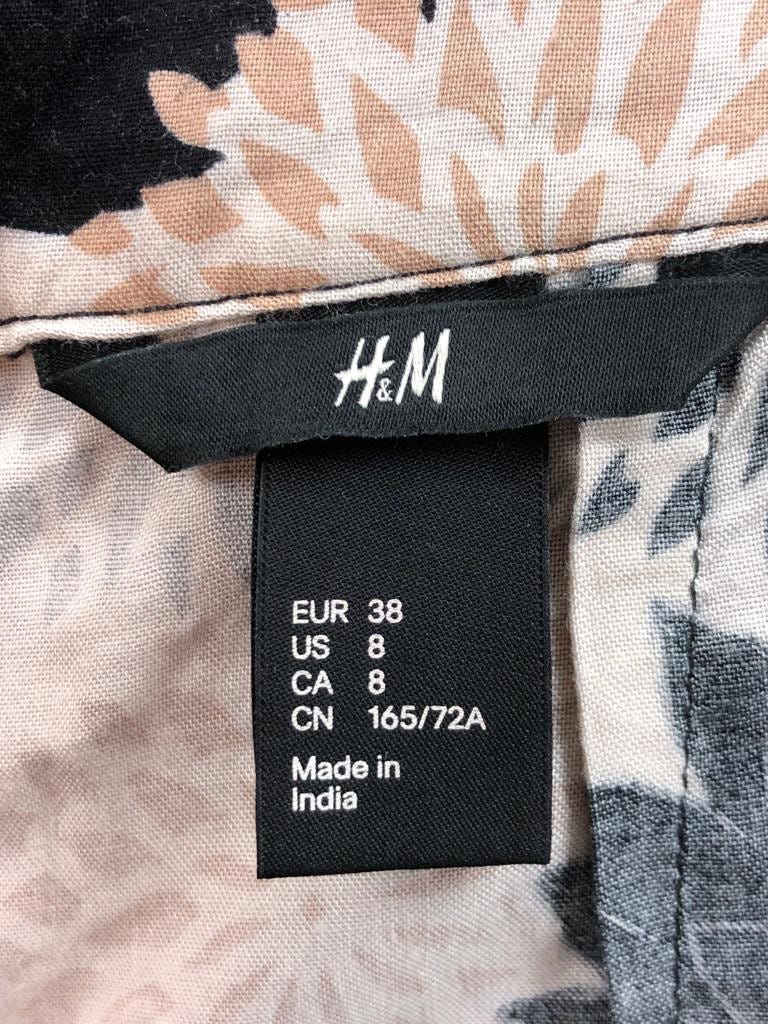 H&M
EUR 38
US 8
CA 8
CN 165/72A
Made in
India